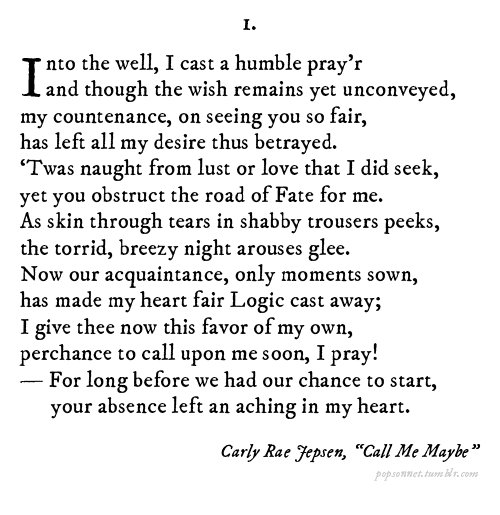 I.
Into the well, I cast a humble pray'r
and though the wish remains yet unconveyed,
my countenance, on seeing you so fair,
has left all my desire thus betrayed.
‘Twas naught from lust or love that I did seek,
yet you obstruct the road of Fate for me.
As skin through tears in shabby trousers peeks,
the torrid, breezy night arouses glee.
Now our acquaintance, only moments sown,
has made my heart fair Logic cast away;
I give thee now this favor of my own,
perchance to call upon me soon, I pray!
— For long before we had our chance to start,
your absence left an aching in my heart.
Carly Rae Jepsen, “Call Me Maybe”
popsonnet.tumblr.com